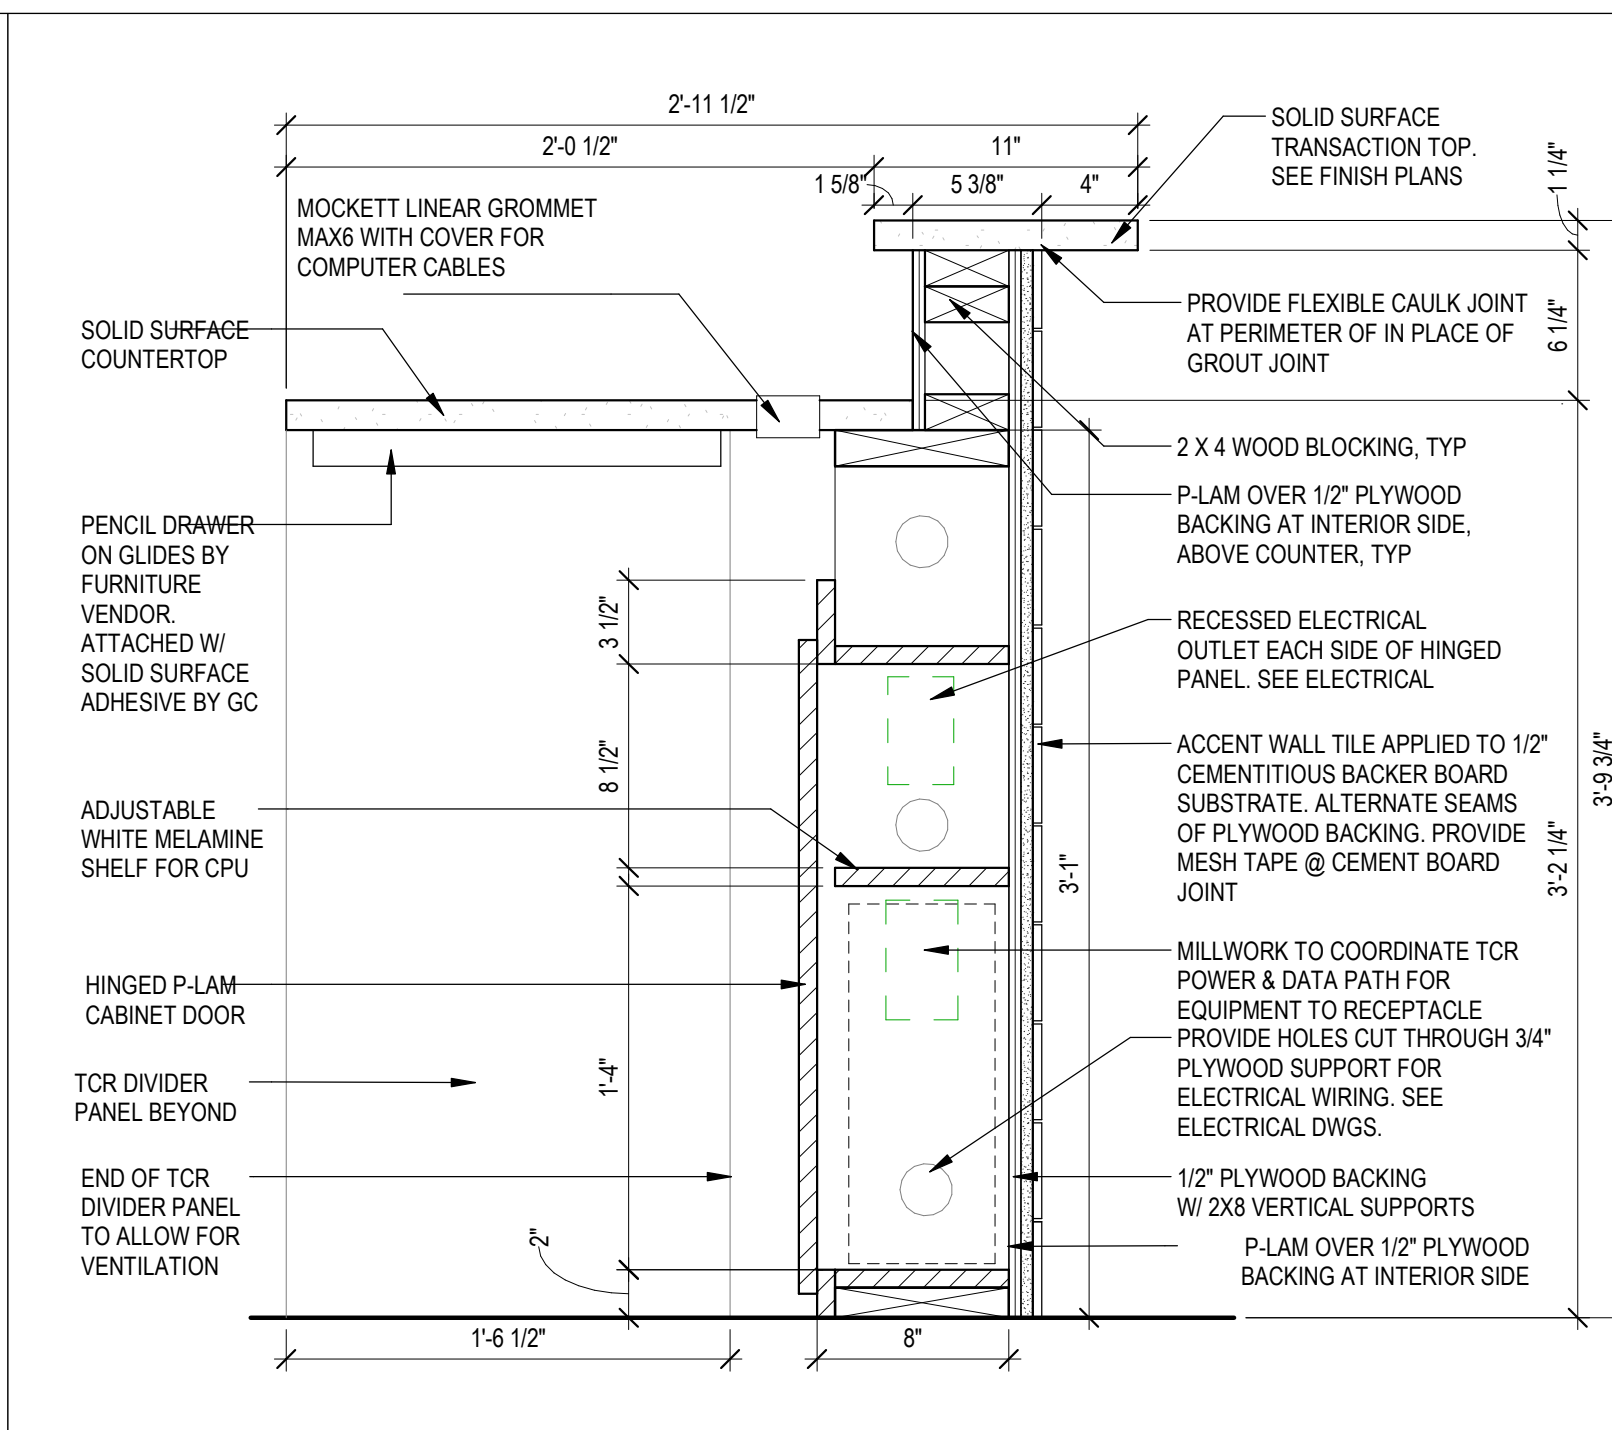 2'-11 1/2"
2'-0 1/2"
11"
1 5/8"
5 3/8"
4"
SOLID SURFACE
TRANSACTION TOP.
SEE FINISH PLANS
1 1/4"
MOCKETT LINEAR GROMMET
MAX6 WITH COVER FOR
COMPUTER CABLES
SOLID SURFACE
COUNTERTOP
PROVIDE FLEXIBLE CAULK JOINT
AT PERIMETER OF IN PLACE OF
GROUT JOINT
6 1/4"
2 X 4 WOOD BLOCKING, TYP
P-LAM OVER 1/2" PLYWOOD
BACKING AT INTERIOR SIDE,
ABOVE COUNTER, TYP
PENCIL DRAWER
ON GLIDES BY
FURNITURE
VENDOR.
ATTACHED W/
SOLID SURFACE
ADHESIVE BY GC
3 1/2"
RECESSED ELECTRICAL
OUTLET EACH SIDE OF HINGED
PANEL. SEE ELECTRICAL
8 1/2"
ACCENT WALL TILE APPLIED TO 1/2"
CEMENTITIOUS BACKER BOARD
SUBSTRATE. ALTERNATE SEAMS
OF PLYWOOD BACKING. PROVIDE
MESH TAPE @ CEMENT BOARD
JOINT
3'-9 3/4"
3'-2 1/4"
3'-1"
ADJUSTABLE
WHITE MELAMINE
SHELF FOR CPU
HINGED P-LAM
CABINET DOOR
MILLWORK TO COORDINATE TCR
POWER & DATA PATH FOR
EQUIPMENT TO RECEPTACLE
PROVIDE HOLES CUT THROUGH 3/4"
PLYWOOD SUPPORT FOR
ELECTRICAL WIRING. SEE
ELECTRICAL DWGS.
1'-4"
TCR DIVIDER
PANEL BEYOND
END OF TCR
DIVIDER PANEL
TO ALLOW FOR
VENTILATION
1/2" PLYWOOD BACKING
W/ 2X8 VERTICAL SUPPORTS
P-LAM OVER 1/2" PLYWOOD
BACKING AT INTERIOR SIDE
2"
1'-6 1/2"
8"